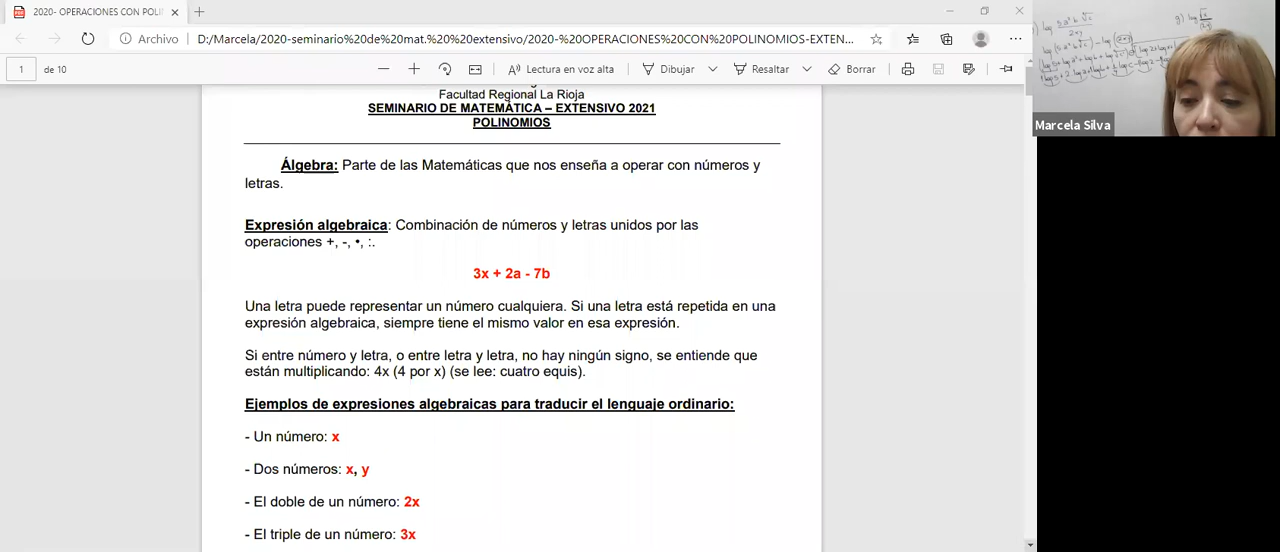 2020- OPERACIONES CON POLI
Archivo
D:/Marcela/2020-seminario%20de%20mat.%20%20extensivo/2020-%20OPERACIONES%20CON%20POLINOMIOS-EXTEN...
1 de 10
Lectura en voz alta
Dibujar
Resaltar
Borrar
Facultad Regional La Rioja
SEMINARIO DE MATEMÁTICA – EXTENSIVO 2021
POLINOMIOS
Álgebra: Parte de las Matemáticas que nos enseña a operar con números y
letras.
Expresión algebraica: Combinación de números y letras unidos por las
operaciones +, -, •, :.
3x + 2a - 7b
Una letra puede representar un número cualquiera. Si una letra está repetida en una
expresión algebraica, siempre tiene el mismo valor en esa expresión.
Si entre número y letra, o entre letra y letra, no hay ningún signo, se entiende que
están multiplicando: 4x (4 por x) (se lee: cuatro equis).
Ejemplos de expresiones algebraicas para traducir el lenguaje ordinario:
- Un número: x
- Dos números: x, y
- El doble de un número: 2x
- El triple de un número: 3x
Marcela Silva